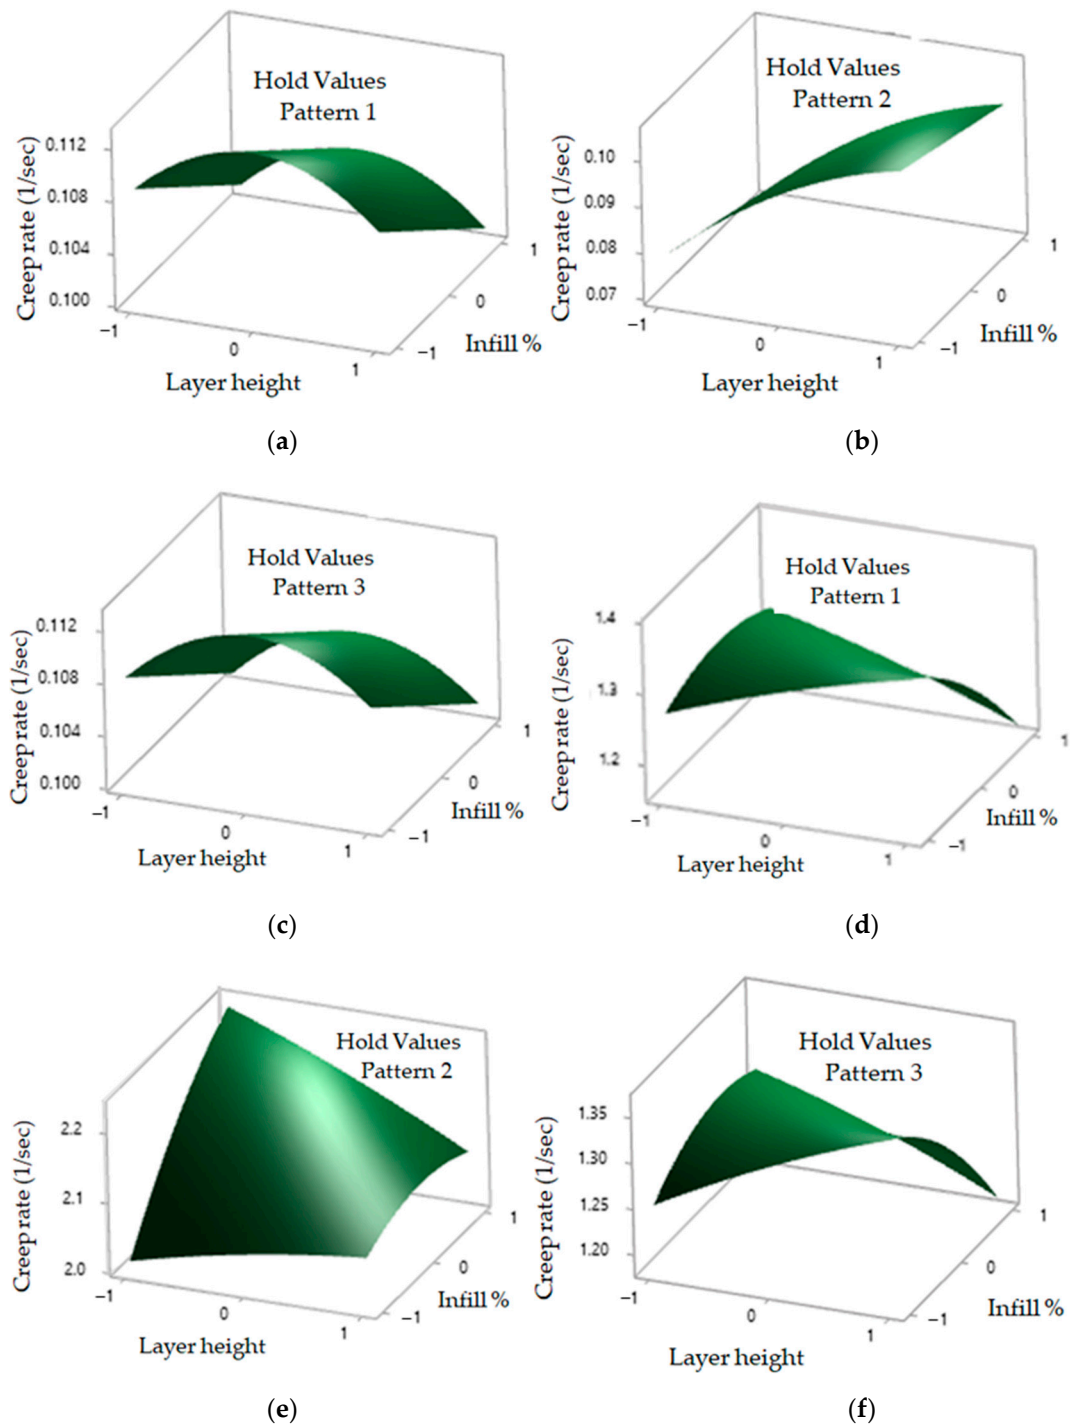 Hold Values
Pattern 1
Creep rate (1/sec)
0.112
0.108
0.104
0.100
−1
0
1
Layer height
−1
0
1
Infill %
(a)
Hold Values
Pattern 2
Creep rate (1/sec)
0.10
0.09
0.08
0.07
−1
0
1
Layer height
−1
0
1
Infill %
(b)
Hold Values
Pattern 3
Creep rate (1/sec)
0.112
0.108
0.104
0.100
−1
0
1
Layer height
−1
0
1
Infill %
(c)
Hold Values
Pattern 1
Creep rate (1/sec)
1.4
1.3
1.2
−1
0
1
Layer height
−1
0
1
Infill %
(d)
Hold Values
Pattern 2
Creep rate (1/sec)
2.2
2.1
2.0
−1
0
1
Layer height
−1
0
1
Infill %
(e)
Hold Values
Pattern 3
Creep rate (1/sec)
1.35
1.30
1.25
1.20
−1
0
1
Layer height
−1
0
1
Infill %
(f)